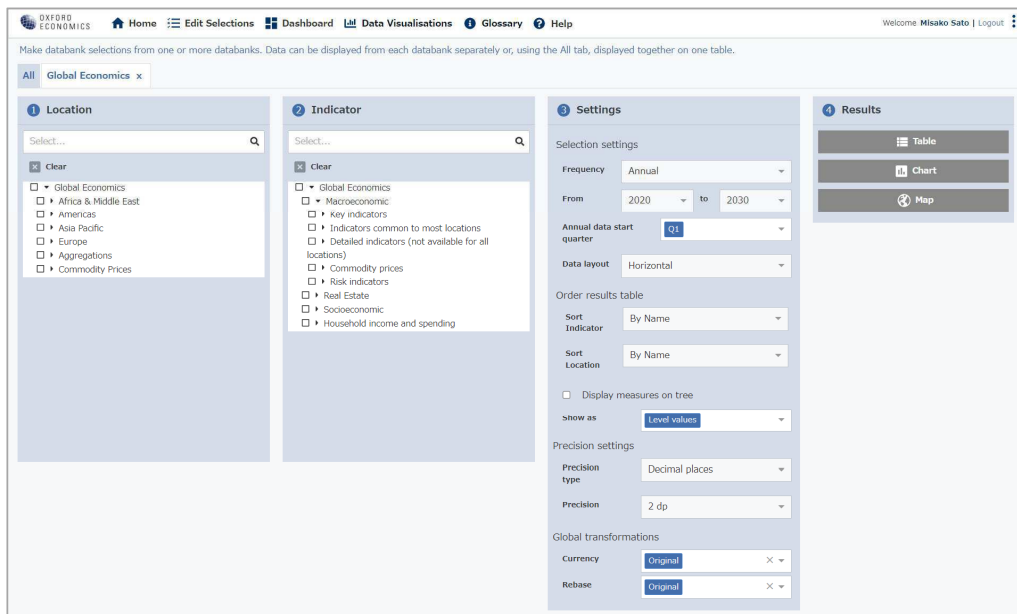 OXFORD
ECONOMICS
Home Edit Selections Dashboard Data Visualisations Glossary Help
Welcome Misako Sato | Logout
Make databank selections from one or more databanks. Data can be displayed from each databank separately or, using the All tab, displayed together on one table.
All Global Economics x
1 Location
Select...
x Clear
Global Economics
Africa & Middle East
Americas
Asia Pacific
Europe
Aggregations
Commodity Prices
2 Indicator
Select...
x Clear
Global Economics
Macroeconomic
Key indicators
Indicators common to most locations
Detailed indicators (not available for all
locations)
Commodity prices
Risk indicators
Real Estate
Socioeconomic
Household income and spending
3 Settings
Selection settings
Frequency Annual
From 2020 to 2030
Annual data start
quarter Q1
Data layout Horizontal
Order results table
Sort
Indicator By Name
Sort
Location By Name
Display measures on tree
Show as Level values
Precision settings
Precision
type Decimal places
Precision 2 dp
Global transformations
Currency Original ×
Rebase Original ×
4 Results
Table
Chart
Map